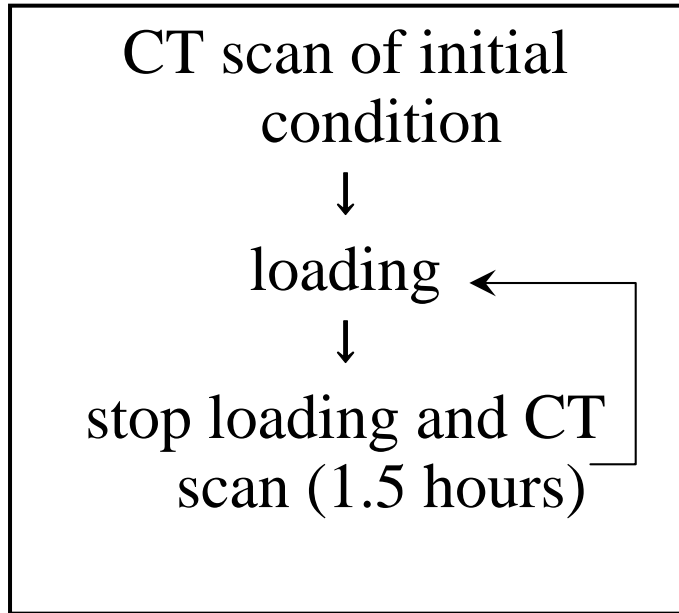 CT scan of initial
condition
↓
loading
↓
stop loading and CT
scan (1.5 hours)